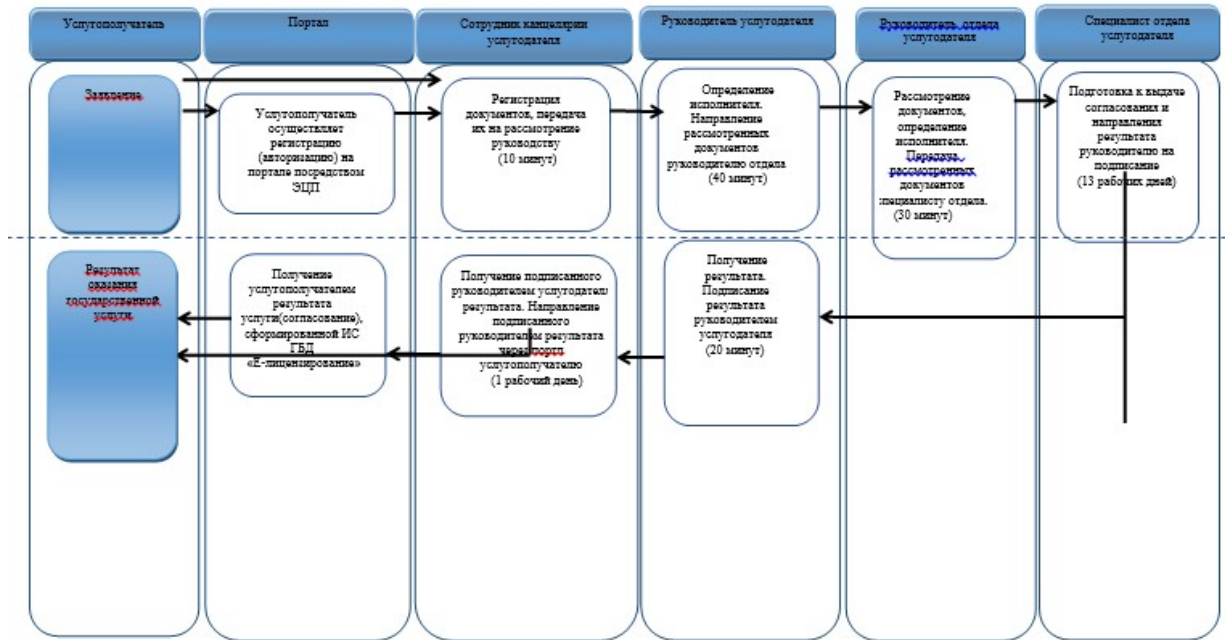 Услугополучатель
Портал
Сотрудник канцелярии
услугодателя
Руководитель услугодателя
Руководитель отдела
услугодателя
Специалист отдела
услугодателя
Заявление
Услугополучатель
осуществляет
регистрацию
(авторизацию) на
портале посредством
ЭЦП
Регистрация
документов, передача
их на рассмотрение
руководству
(10 минут)
Определение
исполнителя.
Направление
рассмотренных
документов
руководителю отдела
(40 минут)
Рассмотрение
документов,
определение
исполнителя.
Передача
рассмотренных
документов
специалисту отдела.
(30 минут)
Подготовка к выдаче
согласования и
направления
результата
руководителю на
подписание
(13 рабочих дней)
Результат
оказания
государственной
услуги
Получение
услугополучателем
результата
услуги(согласование),
сформированной ИС
ГБД
«Е-лицензирование»
Получение подписанного
руководителем услугодател
результата. Направление
подписанного
руководителем результата
через портл
услугополучателю
(1 рабочий день)
Получение
результата.
Подписание
результата
руководителем
услугодателя
(20 минут)